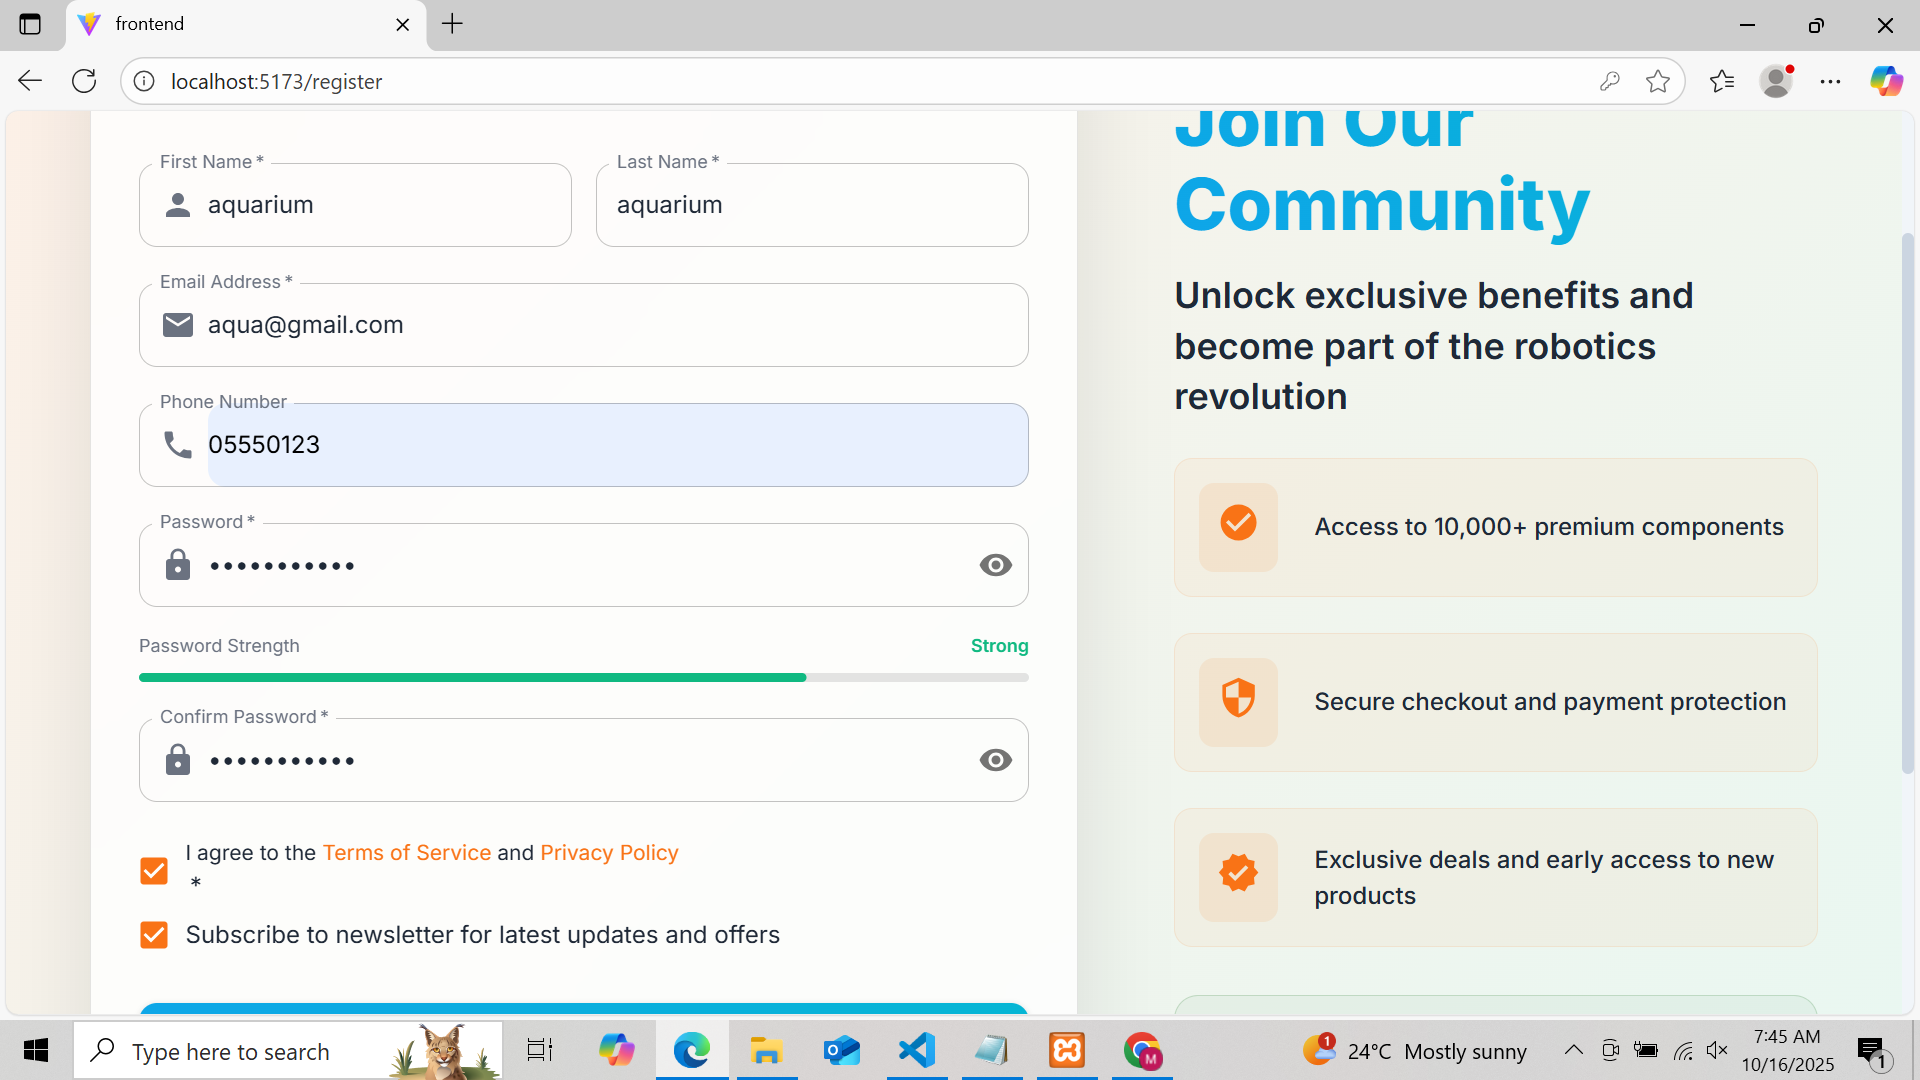 frontend
localhost:5173/register
First Name *
aquarium
Last Name *
aquarium
Email Address *
aqua@gmail.com
Phone Number
05550123
Password *
•••••••••••
Password Strength
Strong
Confirm Password *
•••••••••••
I agree to the Terms of Service and Privacy Policy
*
Subscribe to newsletter for latest updates and offers
Join Our
Community
Unlock exclusive benefits and
become part of the robotics
revolution
Access to 10,000+ premium components
Secure checkout and payment protection
Exclusive deals and early access to new
products
Type here to search
M
1
24°C Mostly sunny
7:45 AM
10/16/2025
1